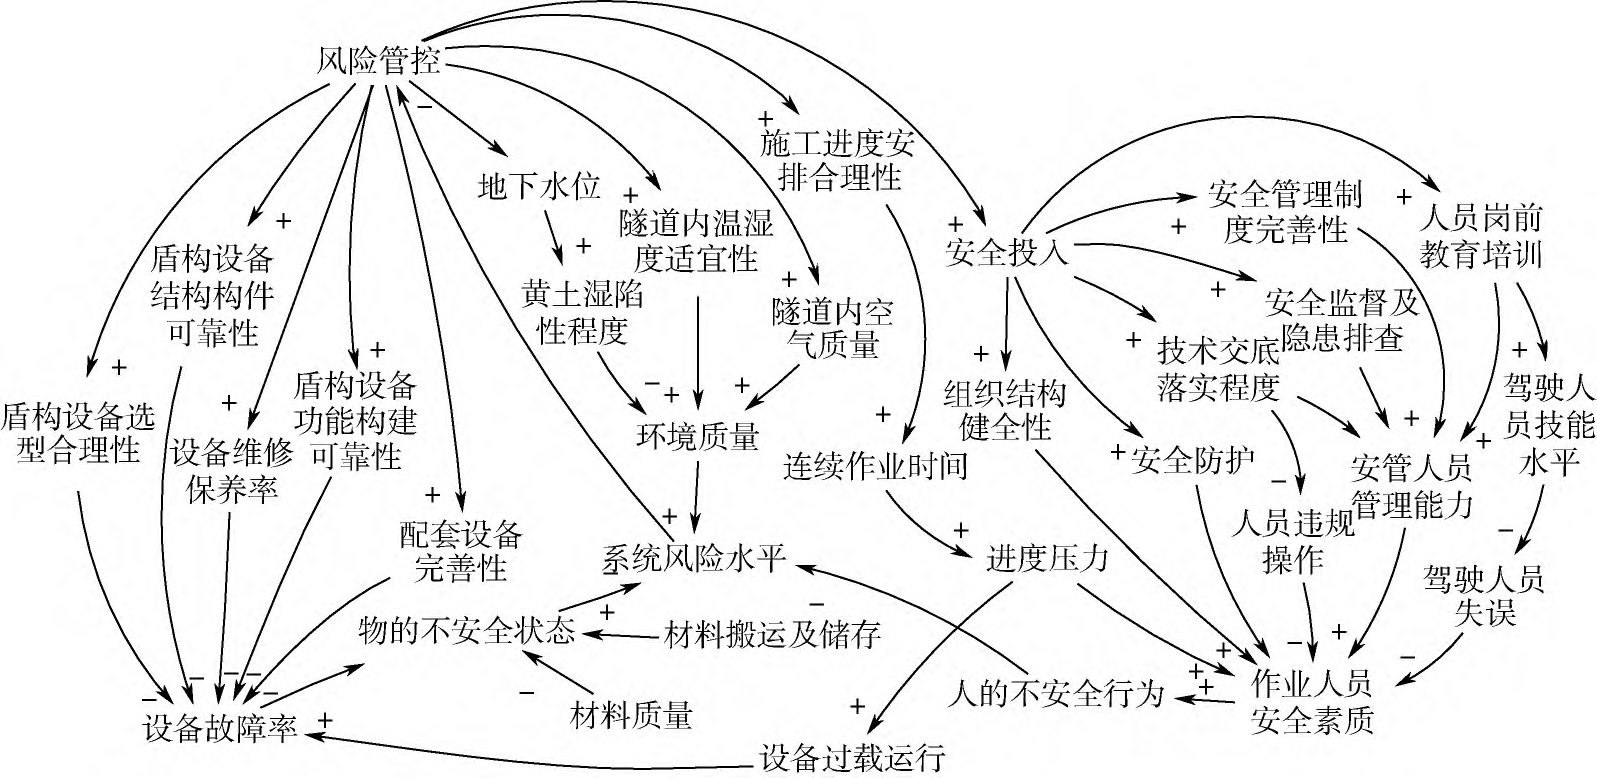 风险管控
−
+
施工进度安
排合理性
地下水位
+
隧道内温湿
度适宜性
+
安全投入
+
安全管理制
度完善性
+
人员岗前
教育培训
+
盾构设备
结构构件
可靠性
+
黄土湿陷
性程度
+
隧道内空
气质量
+
安全监督及
隐患排查
+
技术交底
落实程度
+
盾构设备选
型合理性
+
设备维修
保养率
+
盾构设备
功能构建
可靠性
−
+
+
环境质量
+
组织结构
健全性
+
连续作业时间
+
安全防护
+
+
安管人员
管理能力
+
驾驶人
员技能
水平
+
配套设备
完善性
+
系统风险水平
−
+
进度压力
−
人员违规
操作
−
驾驶人员
失误
物的不安全状态
+
−
材料搬运及储存
−
材料质量
人的不安全行为
+
+
+
−
+
−
作业人员
安全素质
−
−
−
−
−
设备故障率
+
+
设备过载运行